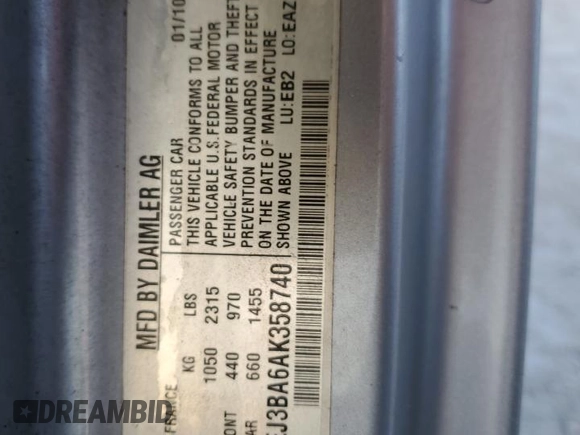 MFD BY DAIMLER AG 01/10
FRANCE PASSENGER CAR
KG LBS THIS VEHICLE CONFORMS TO ALL
1050 2315 APPLICABLE U.S. FEDERAL MOTOR
440 970 VEHICLE SAFETY BUMPER AND THEFT
660 1455 PREVENTION STANDARDS IN EFFECT
ON THE DATE OF MANUFACTURE
SHOWN ABOVE LU:EB2 LO:EAZ
J3BA6AK358740
DREAMBID